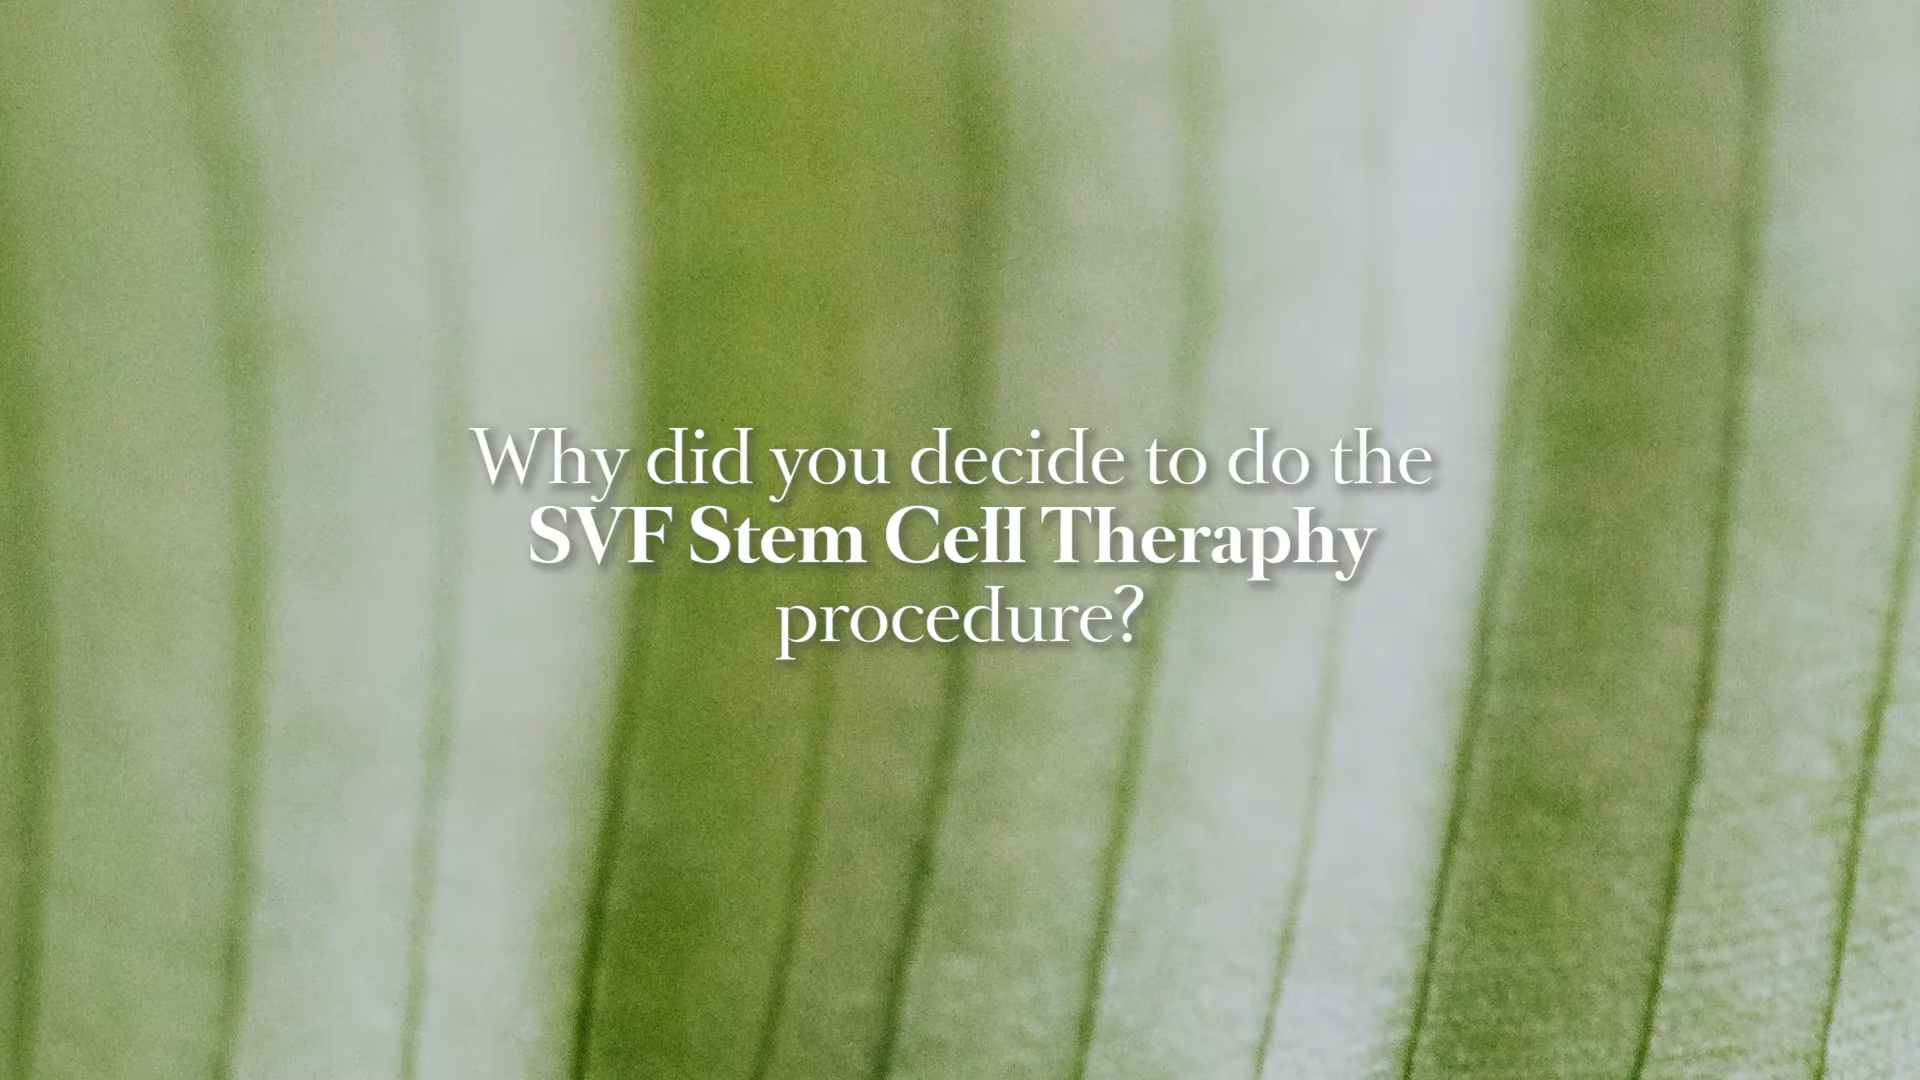 Why did you decide to do the
SVF Stem Cell Theraphy
procedure?